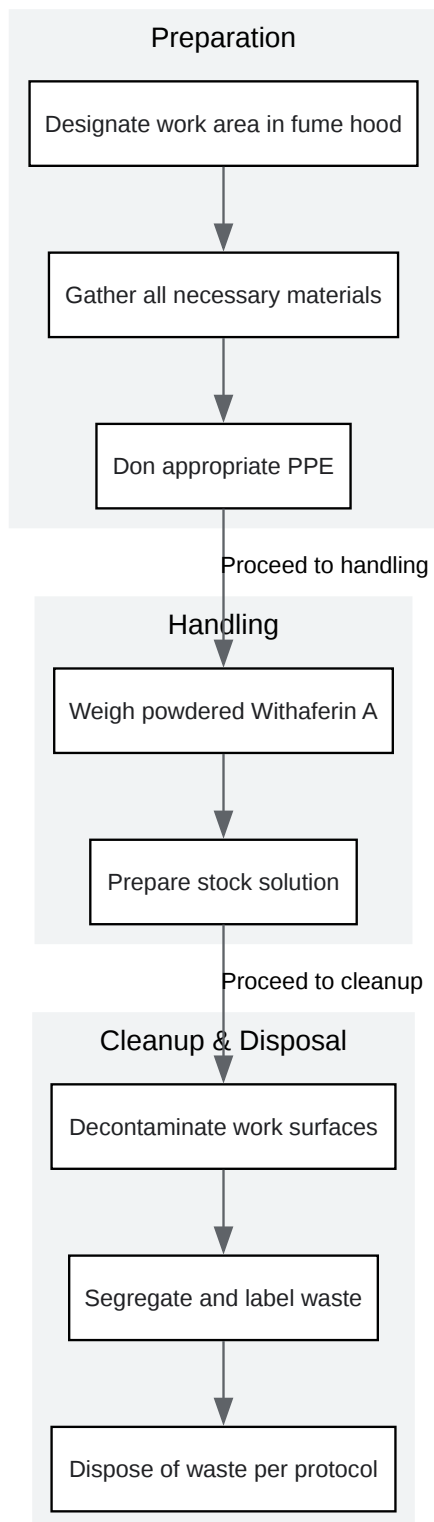 Preparation
Designate work area in fume hood
Gather all necessary materials
Don appropriate PPE
Proceed to handling
Handling
Weigh powdered Withaferin A
Prepare stock solution
Proceed to cleanup
Cleanup & Disposal
Decontaminate work surfaces
Segregate and label waste
Dispose of waste per protocol